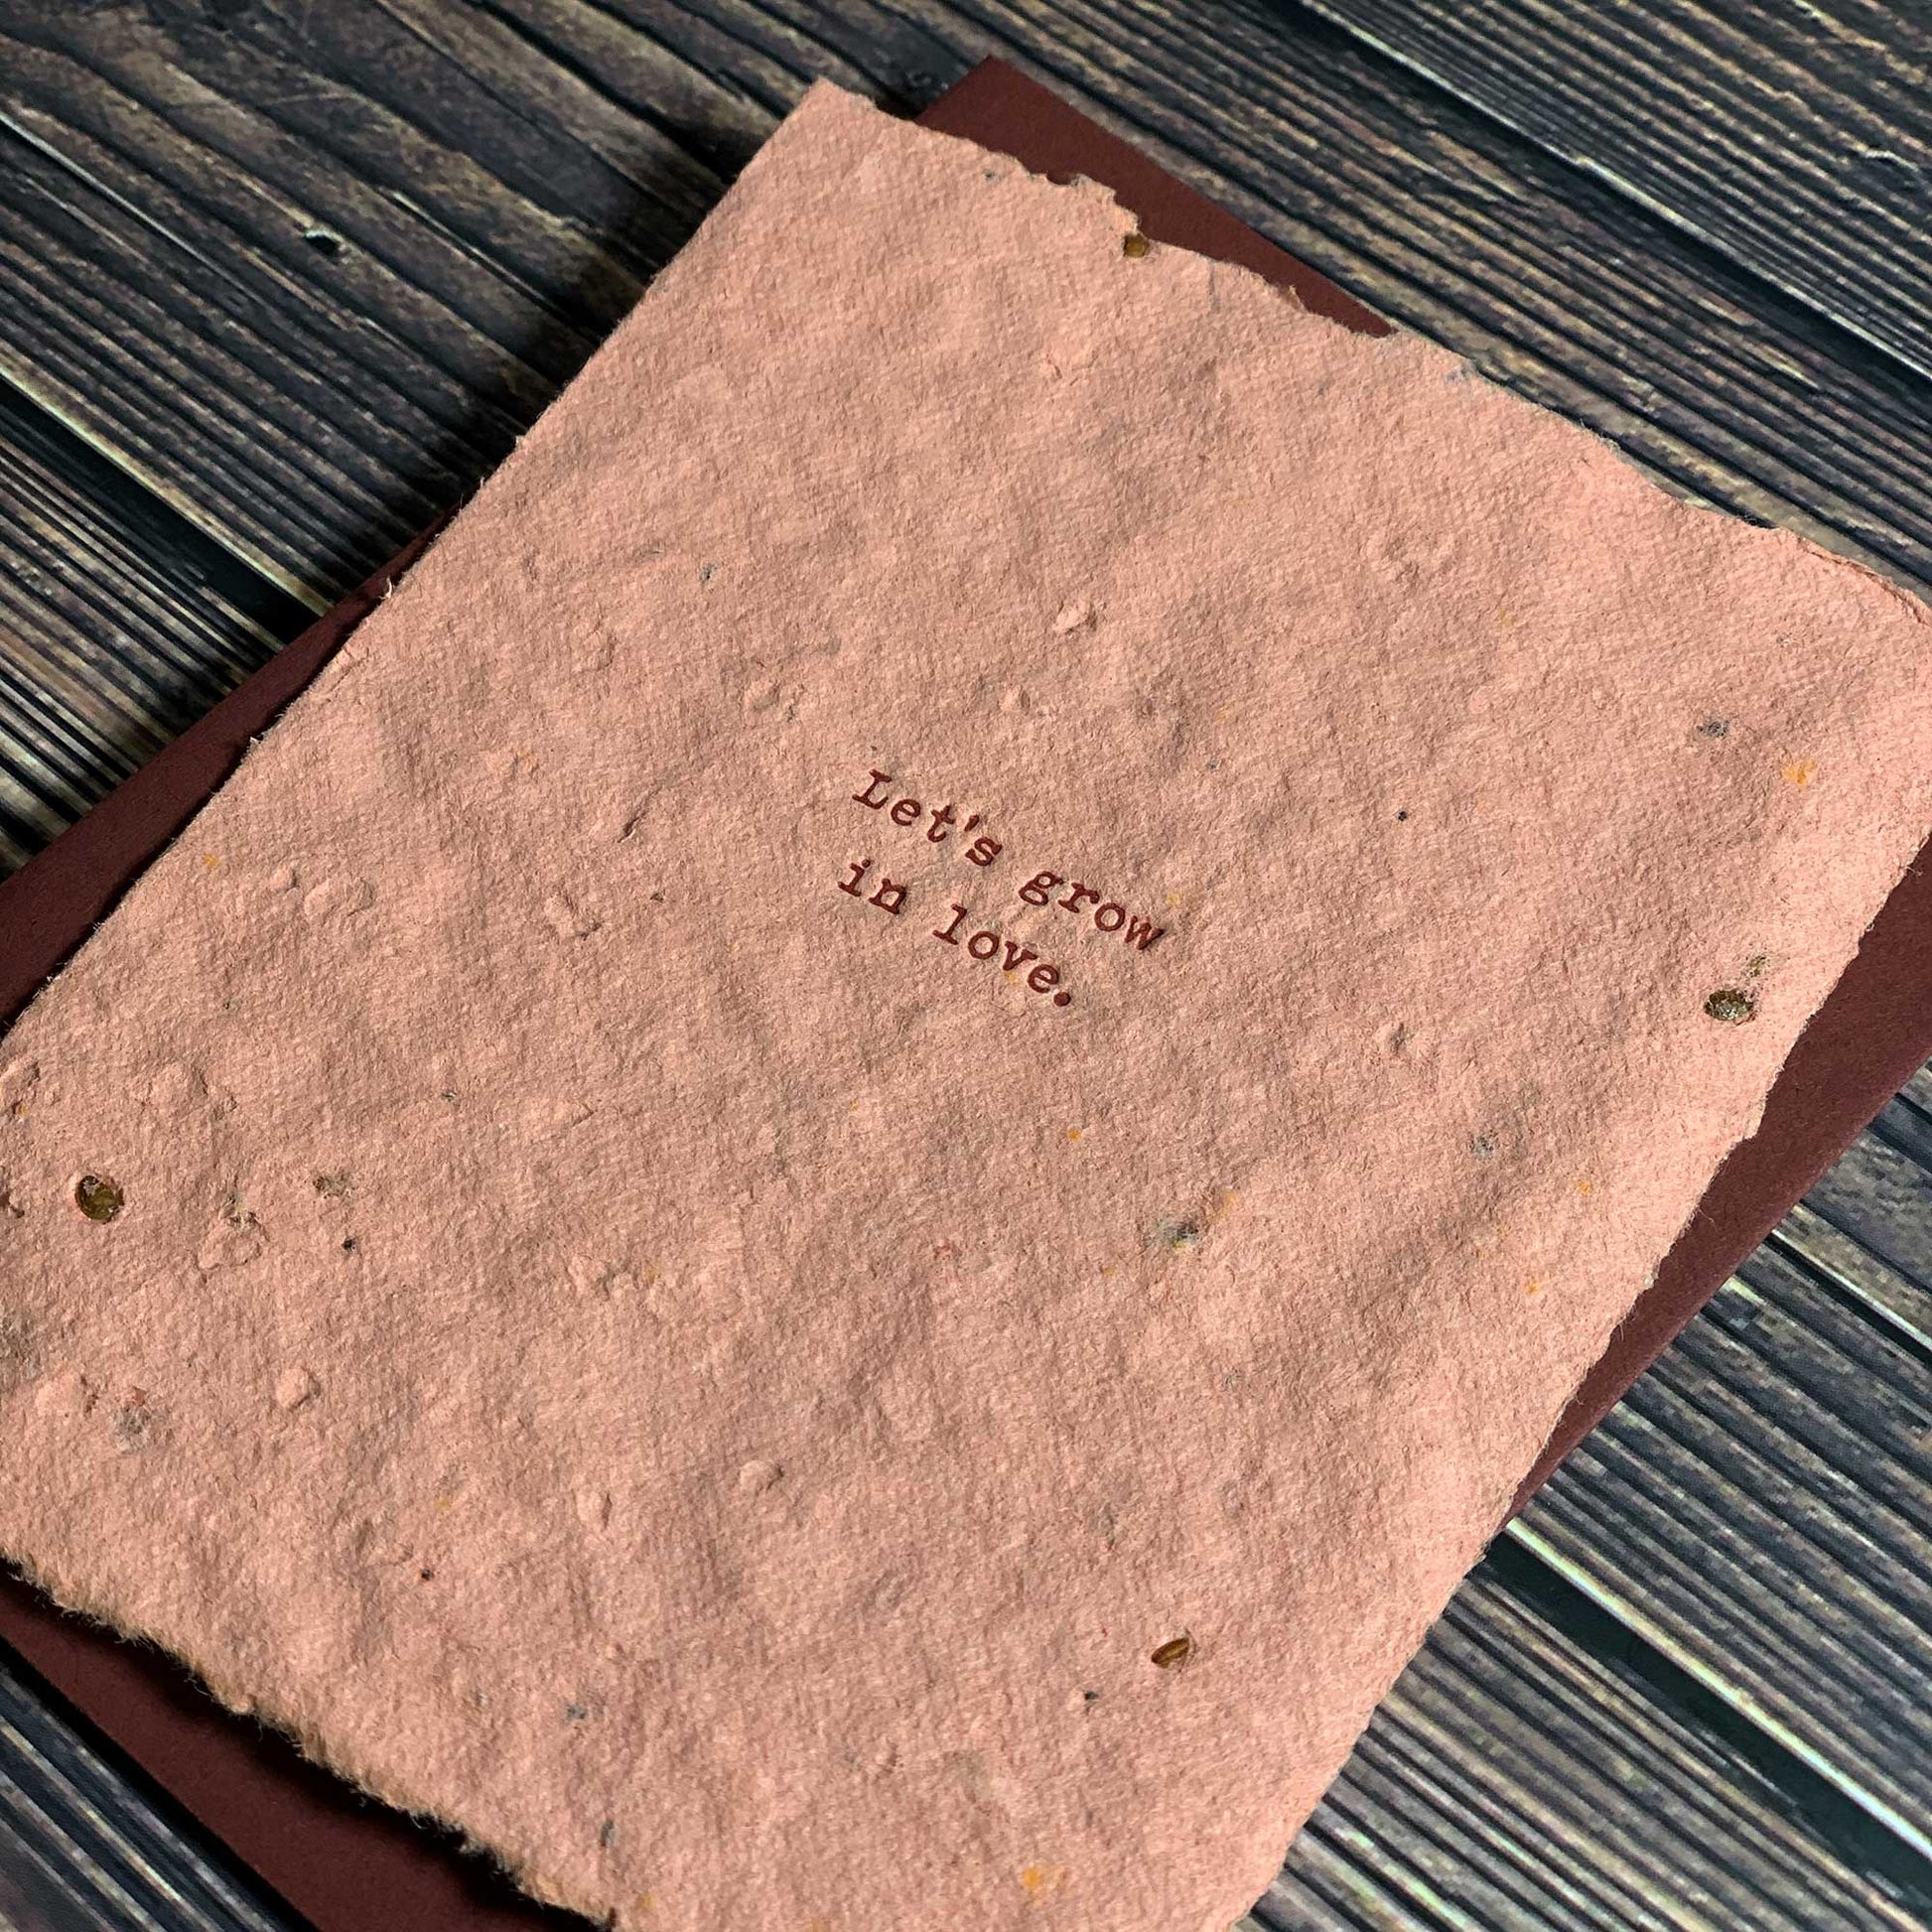 Let's grow
in love.